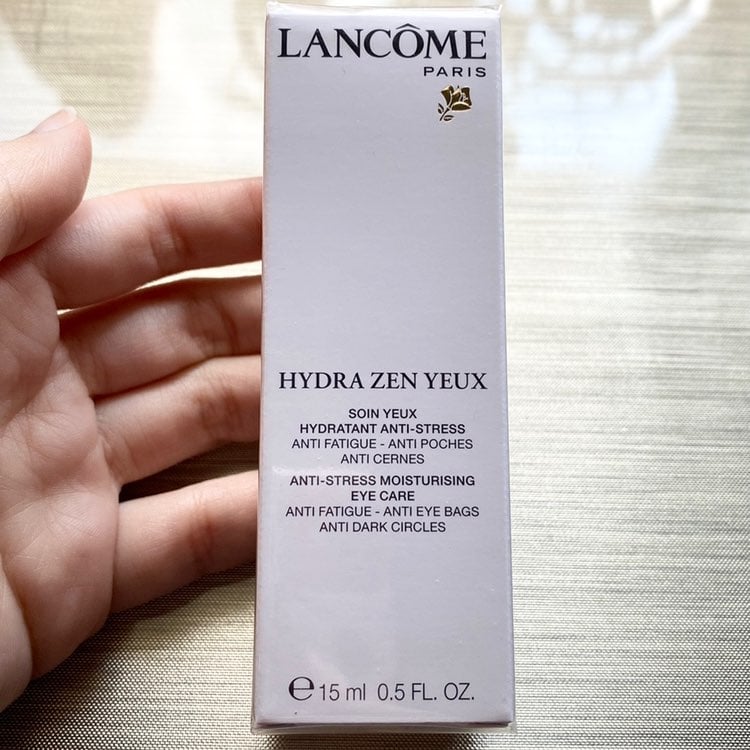 LANCÔME
PARIS
HYDRA ZEN YEUX
SOIN YEUX
HYDRATANT ANTI-STRESS
ANTI FATIGUE - ANTI POCHES
ANTI CERNES
ANTI-STRESS MOISTURISING
EYE CARE
ANTI FATIGUE - ANTI EYE BAGS
ANTI DARK CIRCLES
℮ 15 ml 0.5 FL. OZ.